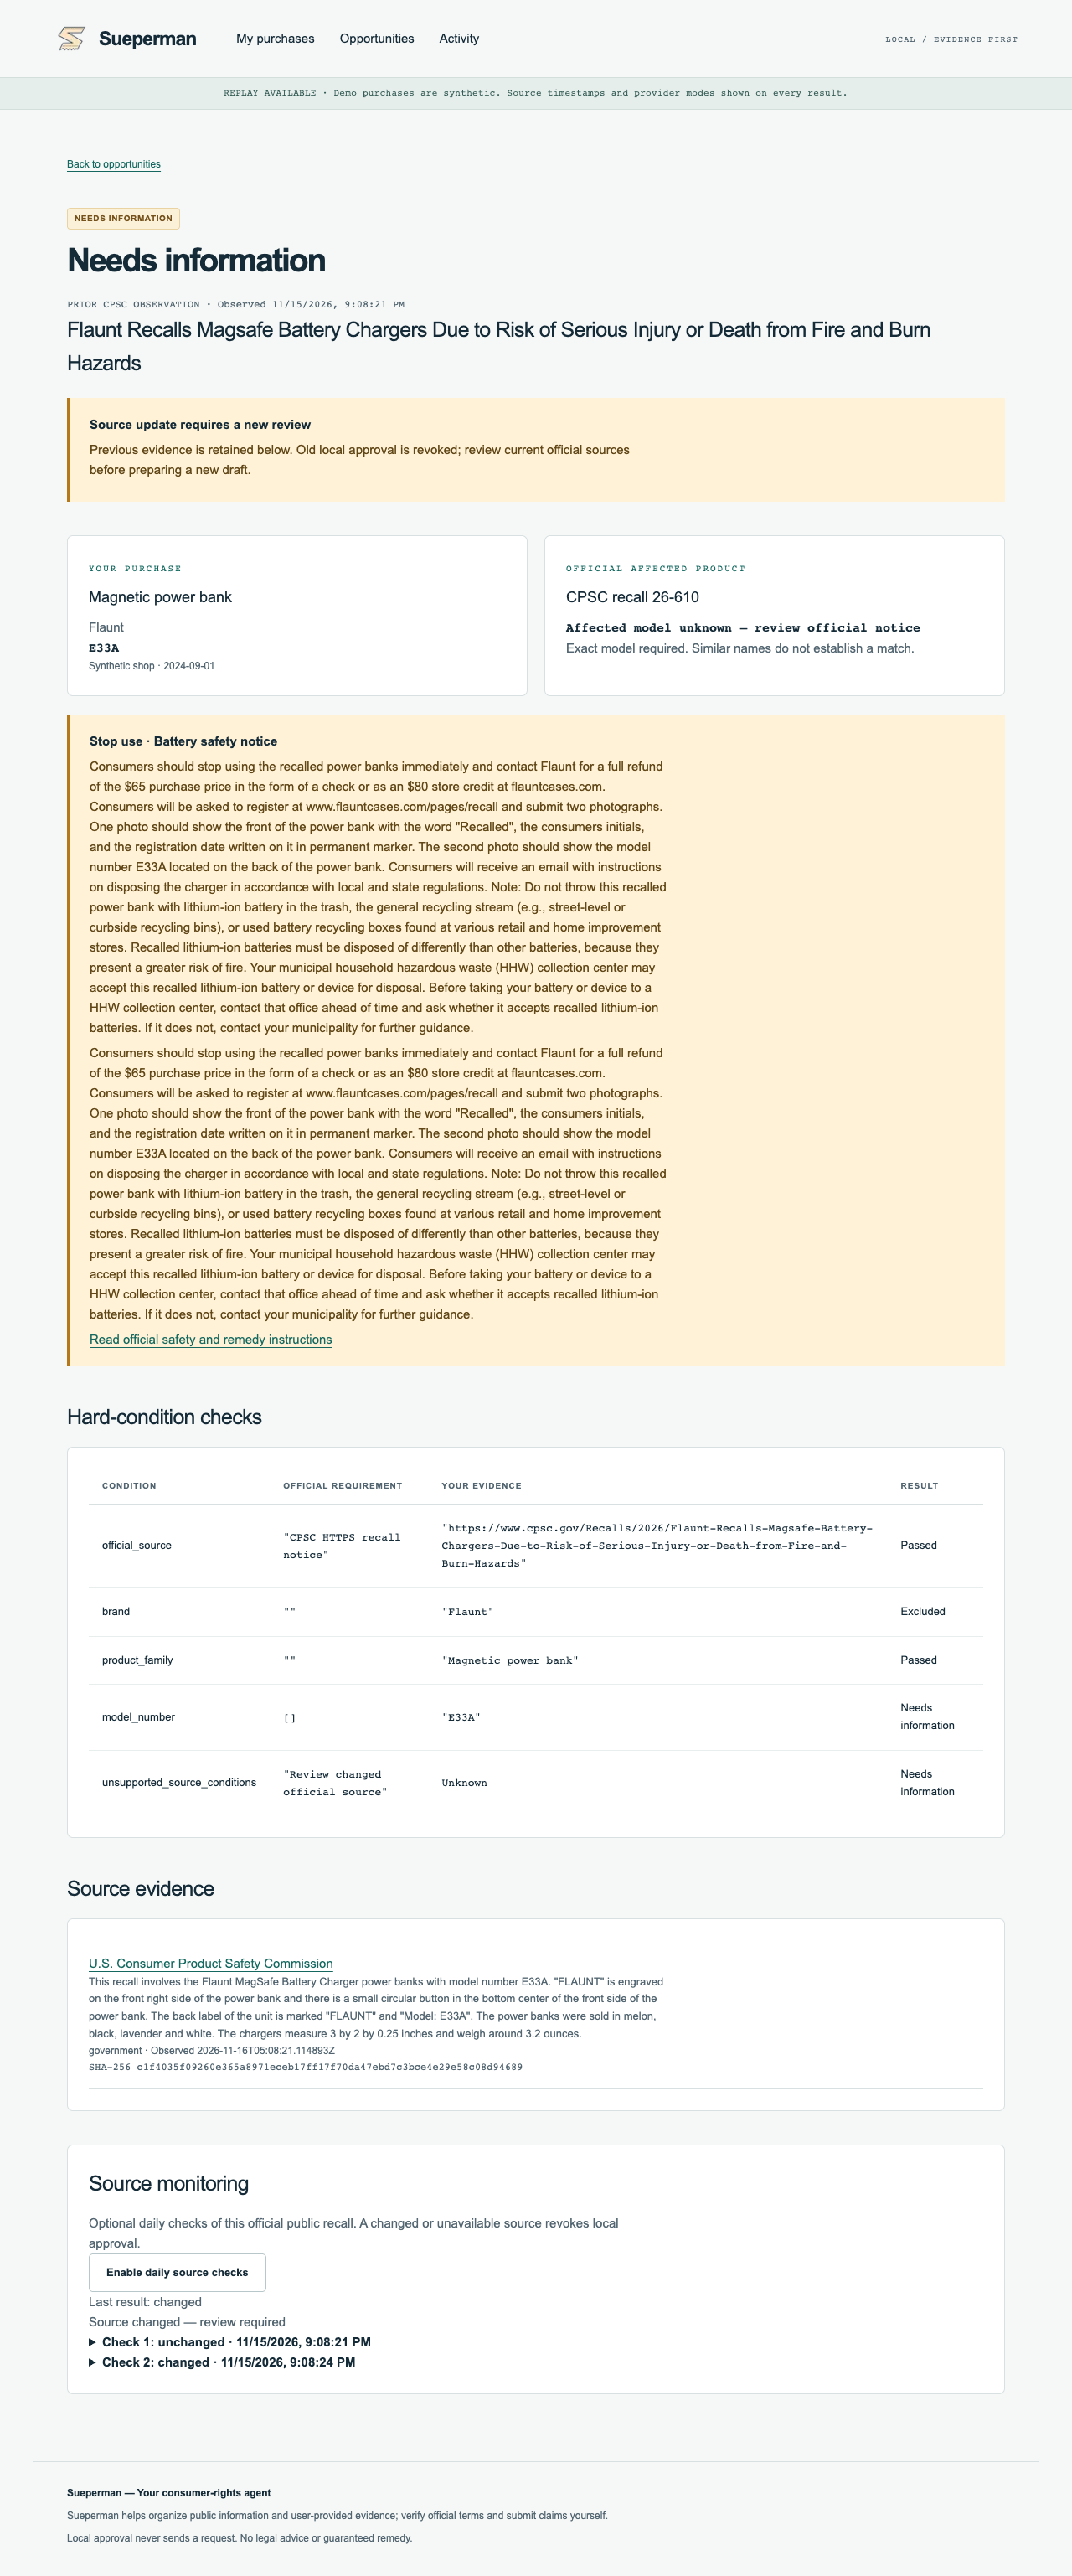 Sueperman
My purchases
Opportunities
Activity
LOCAL / EVIDENCE FIRST
REPLAY AVAILABLE · Demo purchases are synthetic. Source timestamps and provider modes shown on every result.
Back to opportunities
NEEDS INFORMATION
Needs information
PRIOR CPSC OBSERVATION · Observed 11/15/2026, 9:08:21 PM
Flaunt Recalls Magsafe Battery Chargers Due to Risk of Serious Injury or Death from Fire and Burn
Hazards
Source update requires a new review
Previous evidence is retained below. Old local approval is revoked; review current official sources
before preparing a new draft.
YOUR PURCHASE
Magnetic power bank
Flaunt
E33A
Synthetic shop · 2024-09-01
OFFICIAL AFFECTED PRODUCT
CPSC recall 26-610
Affected model unknown — review official notice
Exact model required. Similar names do not establish a match.
Stop use · Battery safety notice
Consumers should stop using the recalled power banks immediately and contact Flaunt for a full refund
of the $65 purchase price in the form of a check or as an $80 store credit at flauntcases.com.
Consumers will be asked to register at www.flauntcases.com/pages/recall and submit two photographs.
One photo should show the front of the power bank with the word "Recalled", the consumers initials,
and the registration date written on it in permanent marker. The second photo should show the model
number E33A located on the back of the power bank. Consumers will receive an email with instructions
on disposing the charger in accordance with local and state regulations. Note: Do not throw this recalled
power bank with lithium-ion battery in the trash, the general recycling stream (e.g., street-level or
curbside recycling bins), or used battery recycling boxes found at various retail and home improvement
stores. Recalled lithium-ion batteries must be disposed of differently than other batteries, because they
present a greater risk of fire. Your municipal household hazardous waste (HHW) collection center may
accept this recalled lithium-ion battery or device for disposal. Before taking your battery or device to a
HHW collection center, contact that office ahead of time and ask whether it accepts recalled lithium-ion
batteries. If it does not, contact your municipality for further guidance.
Consumers should stop using the recalled power banks immediately and contact Flaunt for a full refund
of the $65 purchase price in the form of a check or as an $80 store credit at flauntcases.com.
Consumers will be asked to register at www.flauntcases.com/pages/recall and submit two photographs.
One photo should show the front of the power bank with the word "Recalled", the consumers initials,
and the registration date written on it in permanent marker. The second photo should show the model
number E33A located on the back of the power bank. Consumers will receive an email with instructions
on disposing the charger in accordance with local and state regulations. Note: Do not throw this recalled
power bank with lithium-ion battery in the trash, the general recycling stream (e.g., street-level or
curbside recycling bins), or used battery recycling boxes found at various retail and home improvement
stores. Recalled lithium-ion batteries must be disposed of differently than other batteries, because they
present a greater risk of fire. Your municipal household hazardous waste (HHW) collection center may
accept this recalled lithium-ion battery or device for disposal. Before taking your battery or device to a
HHW collection center, contact that office ahead of time and ask whether it accepts recalled lithium-ion
batteries. If it does not, contact your municipality for further guidance.
Read official safety and remedy instructions
Hard-condition checks
CONDITION OFFICIAL REQUIREMENT YOUR EVIDENCE RESULT
official_source
"CPSC HTTPS recall
notice"
"https://www.cpsc.gov/Recalls/2026/Flaunt-Recalls-Magsafe-Battery-
Chargers-Due-to-Risk-of-Serious-Injury-or-Death-from-Fire-and-
Burn-Hazards"
Passed
brand "" "Flaunt" Excluded
product_family "" "Magnetic power bank" Passed
model_number [] "E33A"
Needs
information
unsupported_source_conditions
"Review changed
official source"
Unknown
Needs
information
Source evidence
U.S. Consumer Product Safety Commission
This recall involves the Flaunt MagSafe Battery Charger power banks with model number E33A. "FLAUNT" is engraved
on the front right side of the power bank and there is a small circular button in the bottom center of the front side of the
power bank. The back label of the unit is marked "FLAUNT" and "Model: E33A". The power banks were sold in melon,
black, lavender and white. The chargers measure 3 by 2 by 0.25 inches and weigh around 3.2 ounces.
government · Observed 2026-11-16T05:08:21.114893Z
SHA-256 c1f4035f09260e365a8971eceb17ff17f70da47ebd7c3bce4e29e58c08d94689
Source monitoring
Optional daily checks of this official public recall. A changed or unavailable source revokes local
approval.
Enable daily source checks
Last result: changed
Source changed — review required
Check 1: unchanged · 11/15/2026, 9:08:21 PM
Check 2: changed · 11/15/2026, 9:08:24 PM
Sueperman — Your consumer-rights agent
Sueperman helps organize public information and user-provided evidence; verify official terms and submit claims yourself.
Local approval never sends a request. No legal advice or guaranteed remedy.